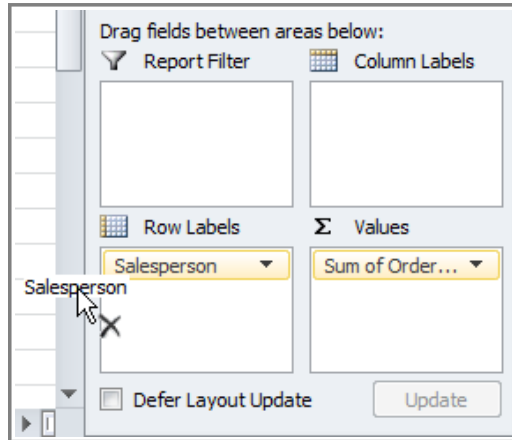 Drag fields between areas below:
Report Filter
Column Labels
Row Labels
Σ Values
Salesperson
Sum of Order...
Salesperson
Defer Layout Update
Update